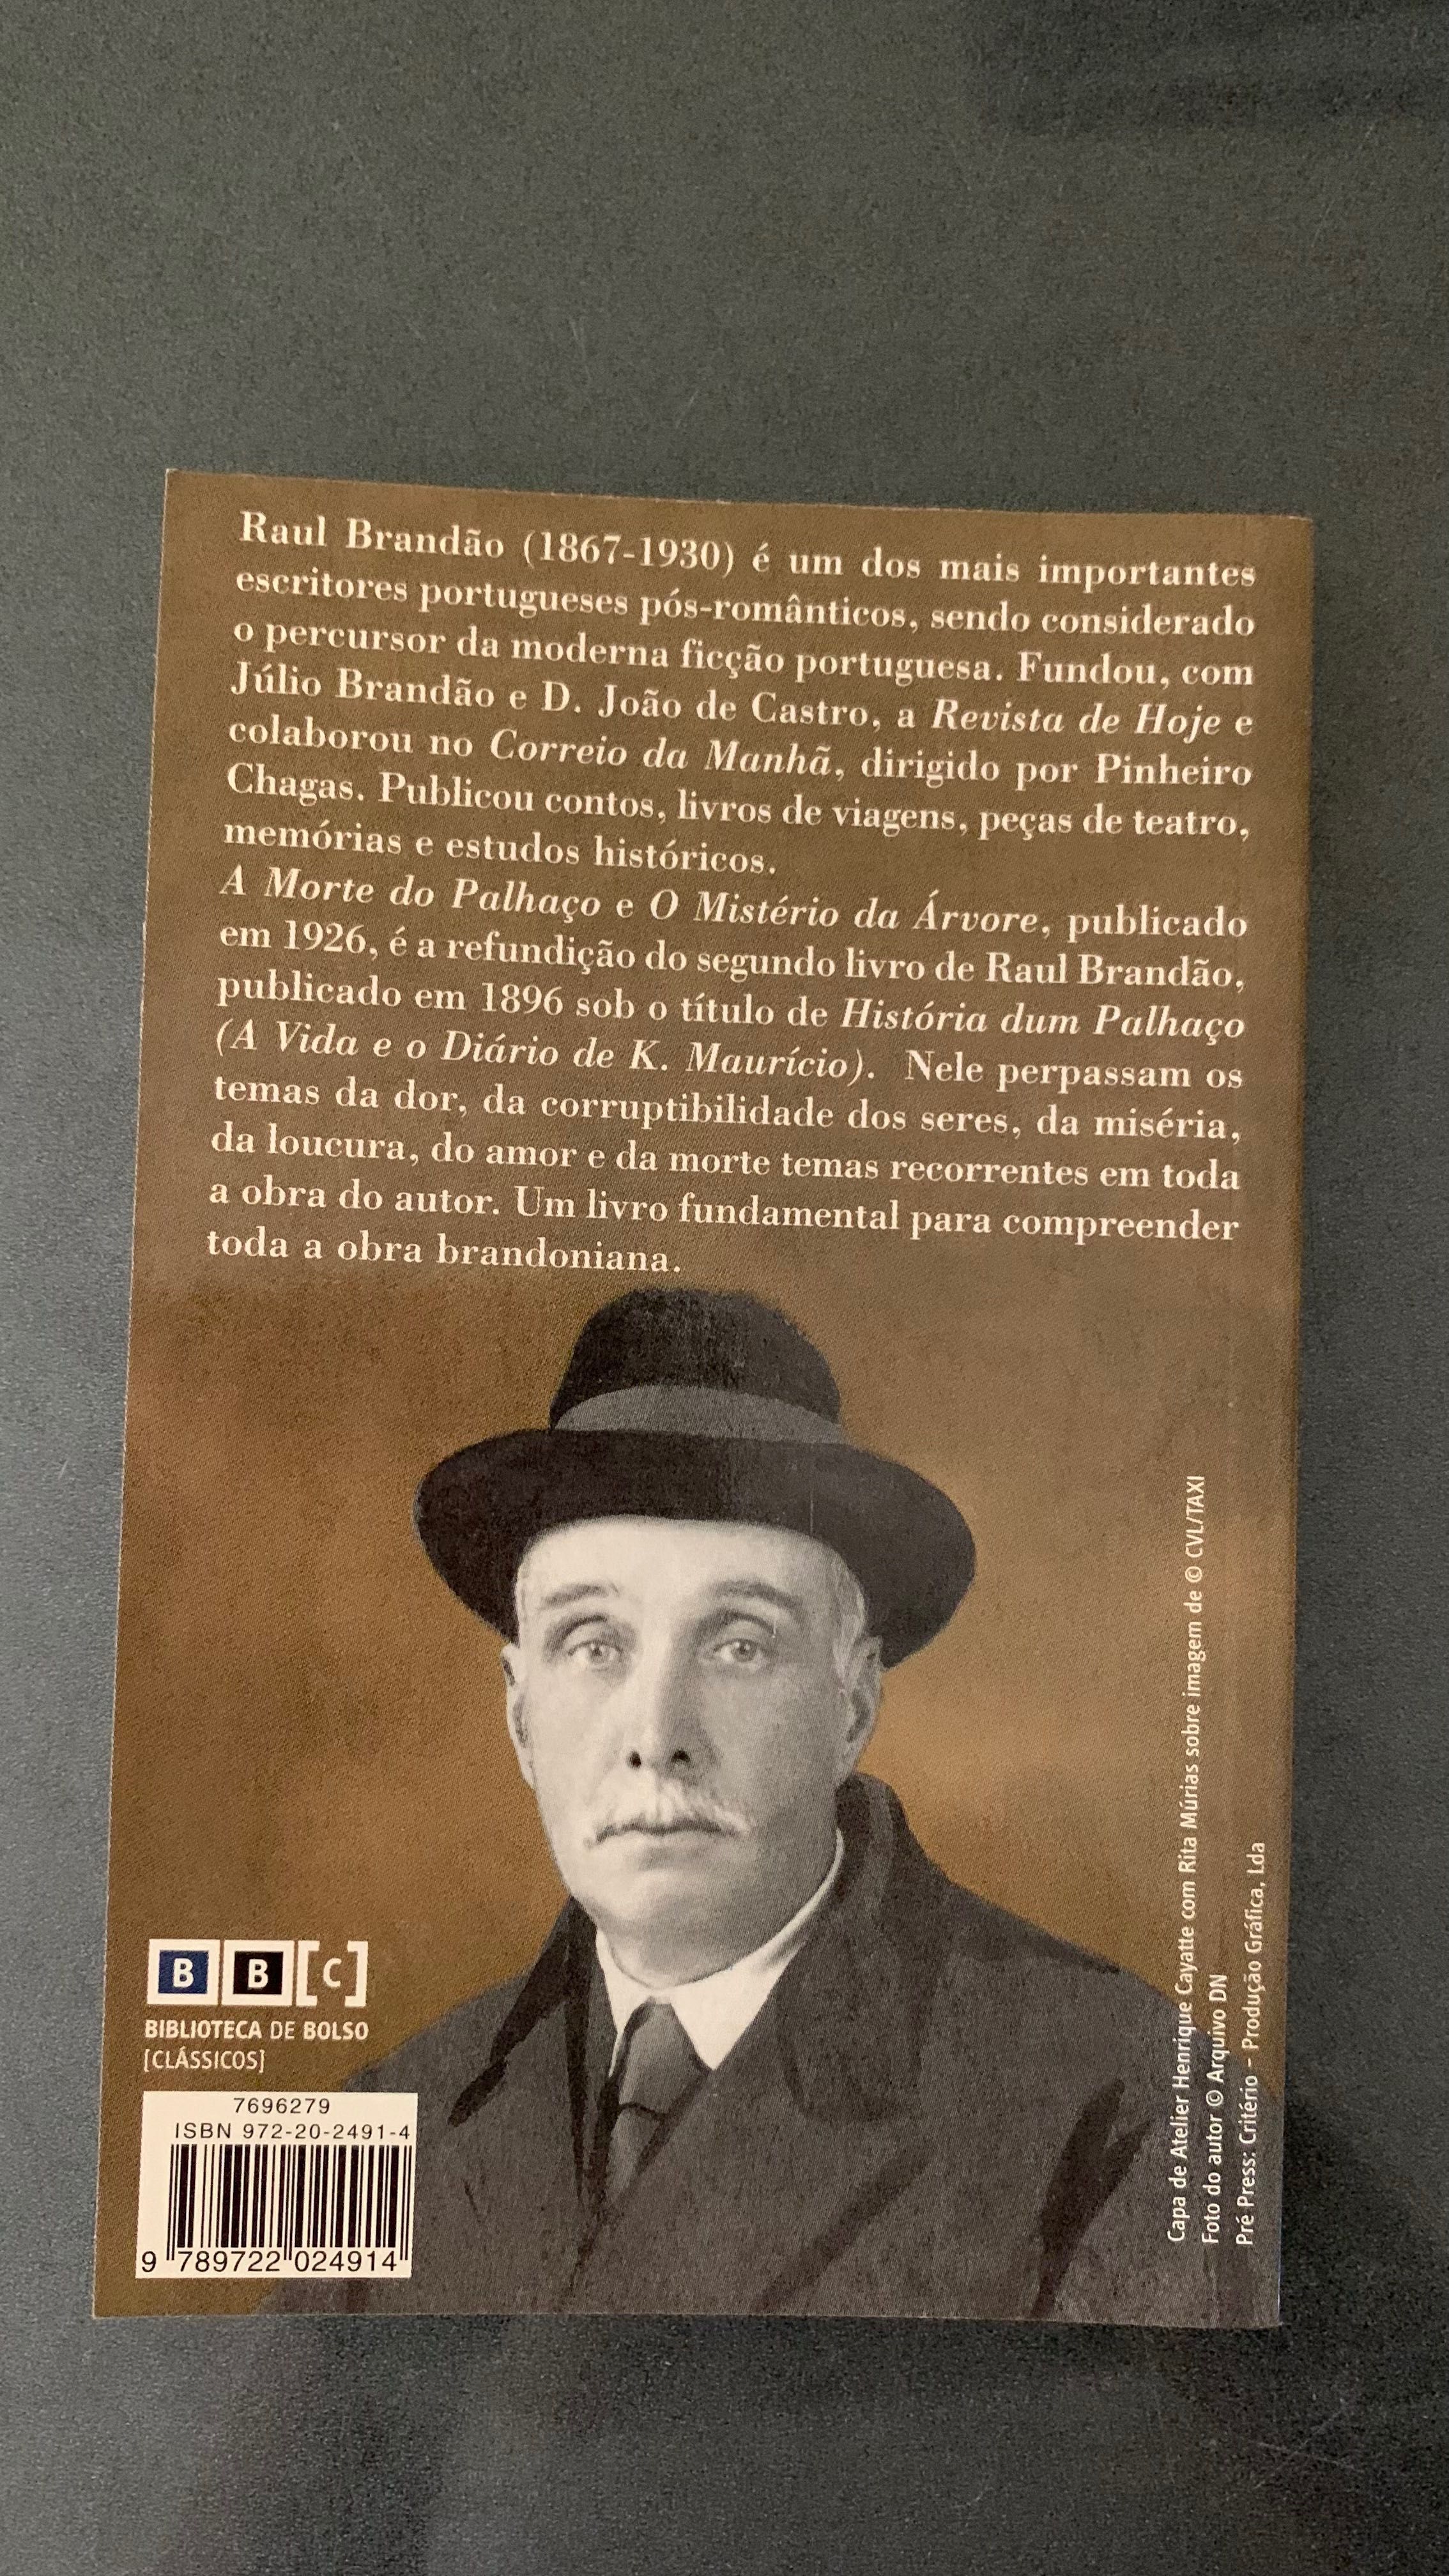 Raul Brandão (1867-1930) é um dos mais importantes
escritores portugueses pós-românticos, sendo considerado
o percursor da moderna ficção portuguesa. Fundou, com
Júlio Brandão e D. João de Castro, a Revista de Hoje e
colaborou no Correio da Manhã, dirigido por Pinheiro
Chagas. Publicou contos, livros de viagens, peças de teatro,
memórias e estudos históricos.
A Morte do Palhaço e O Mistério da Árvore, publicado
em 1926, é a refundição do segundo livro de Raul Brandão,
publicado em 1896 sob o título de História dum Palhaço
(A Vida e o Diário de K. Maurício). Nele perpassam os
temas da dor, da corruptibilidade dos seres, da miséria,
da loucura, do amor e da morte temas recorrentes em toda
a obra do autor. Um livro fundamental para compreender
toda a obra brandoniana.
B B [C]
BIBLIOTECA DE BOLSO
[CLÁSSICOS]
7696279
ISBN 972-20-2491-4
9 789722 024914
Capa de Atelier Henrique Cayatte com Rita Múrias sobre imagem de © CVL/TAXI
Foto do autor © Arquivo DN
Pré Press: Critério - Produção Gráfica, Lda